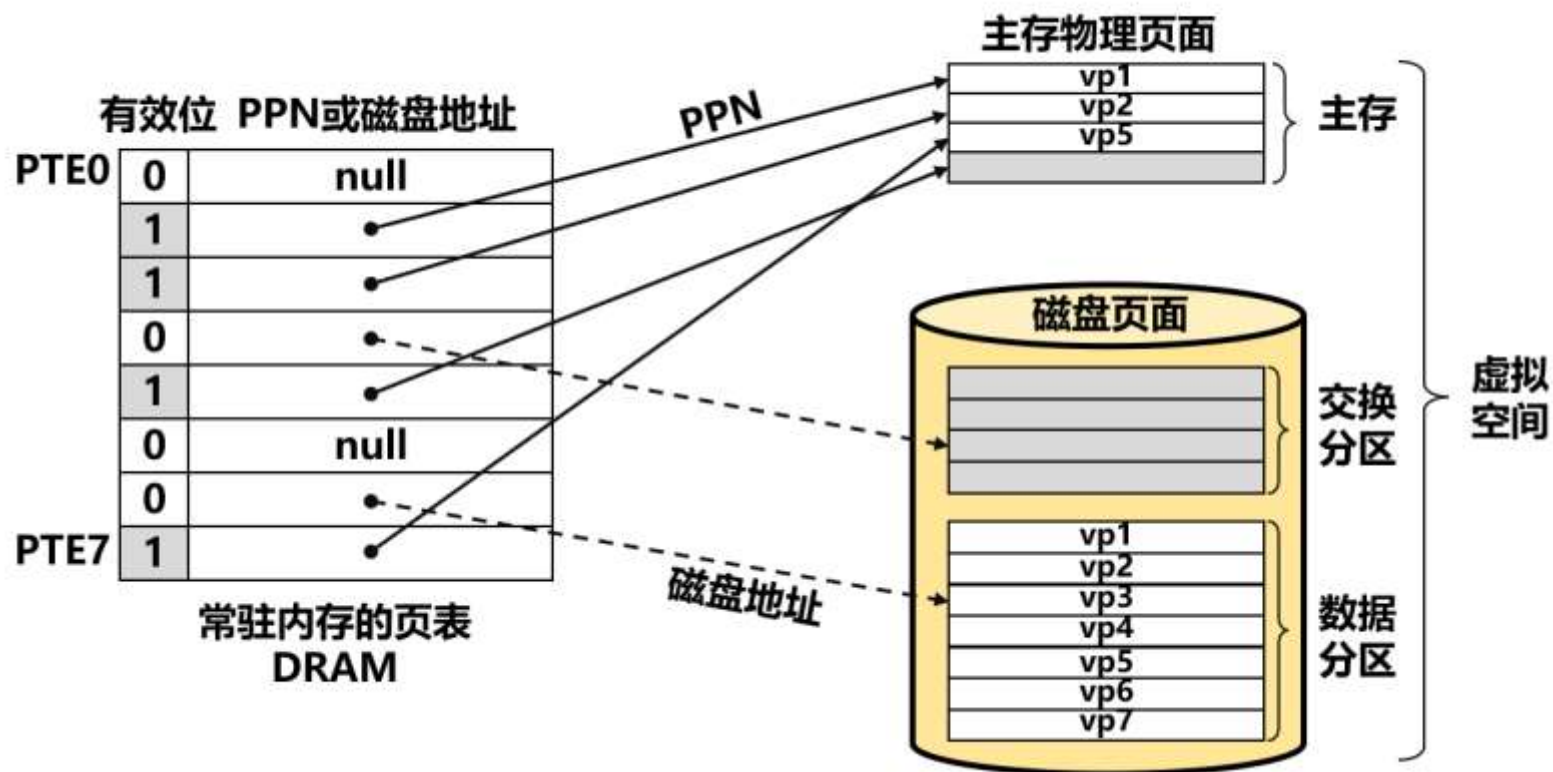 有效位 PPN或磁盘地址
PTE0 0 null
1
1
0
1
0 null
0
PTE7 1
常驻内存的页表
DRAM
PPN
磁盘地址
主存物理页面
vp1
vp2
vp5
主存
磁盘页面
交换
分区
vp1
vp2
vp3
vp4
vp5
vp6
vp7
数据
分区
虚拟
空间